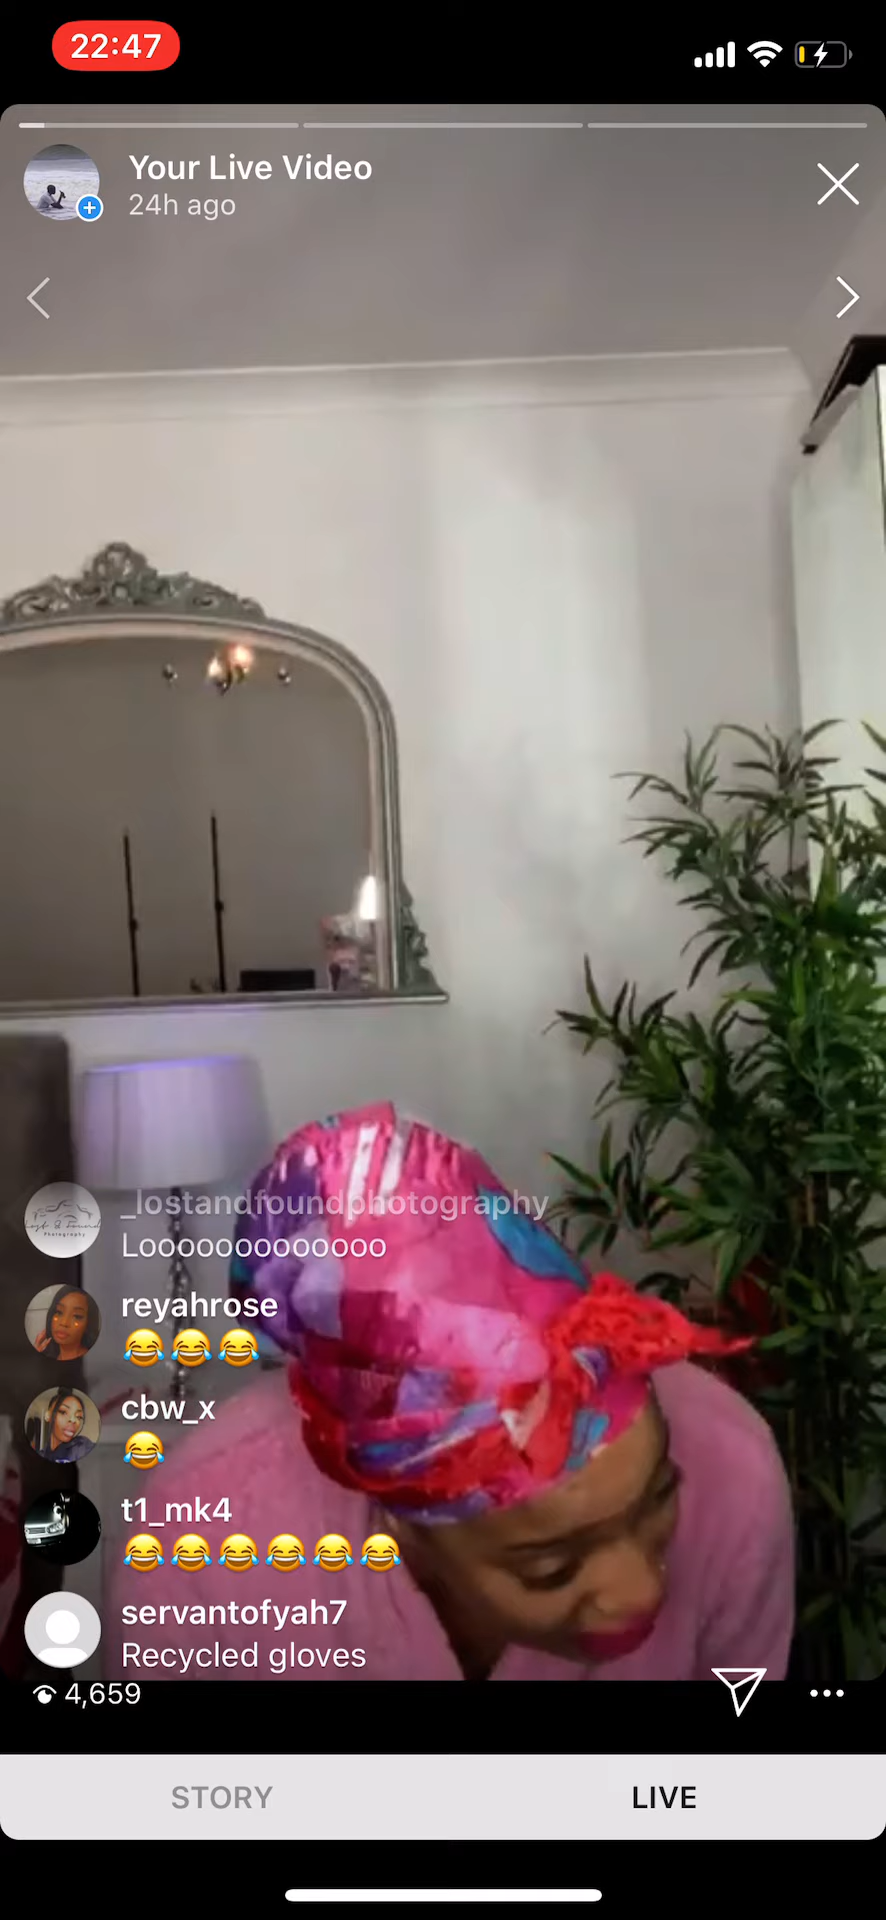 22:47
Your Live Video
24h ago
_lostandfoundphotography
Looooooooooooo
reyahrose
😂😂😂
cbw_x
😂
t1_mk4
😂😂😂😂😂😂
servantofyah7
Recycled gloves
4,659
STORY
LIVE